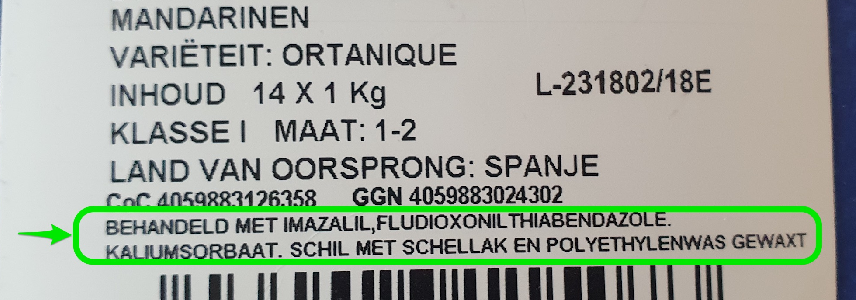 MANDARINEN
VARIËTEIT: ORTANIQUE
INHOUD 14 X 1 Kg
L-231802/18E
KLASSE I MAAT: 1-2
LAND VAN OORSPRONG: SPANJE
CoC 4059883126358 GGN 4059883024302
BEHANDELD MET IMAZALIL,FLUDIOXONILTHIABENDAZOLE.
KALIUMSORBAAT. SCHIL MET SCHELLAK EN POLYETHYLENWAS GEWAXT